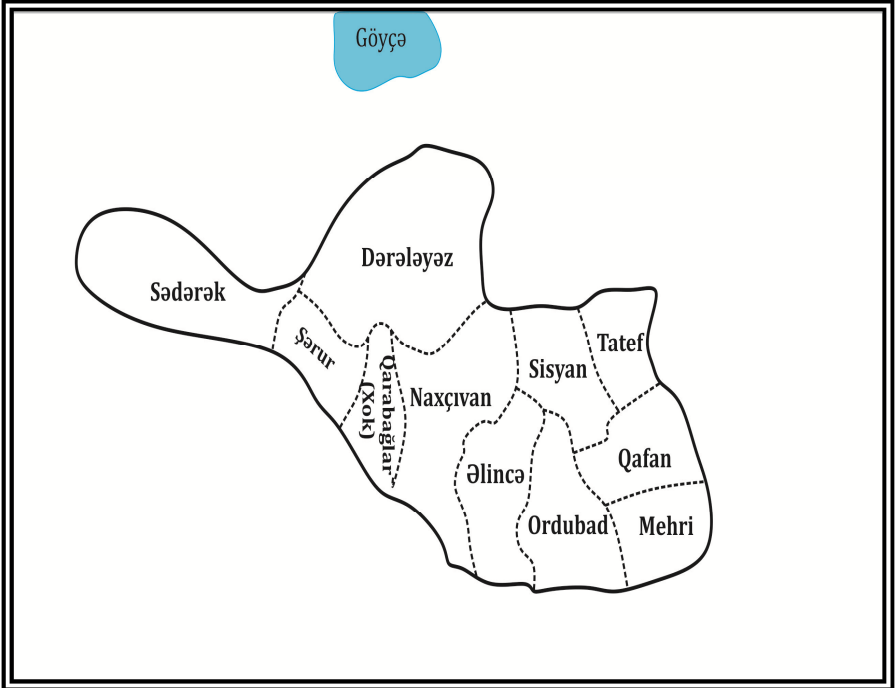 Göyçə
Dərələyəz
Sədərək
Şərur
Qarabağlar
(Xok)
Naxçıvan
Sisyan
Tatef
Əlincə
Qafan
Ordubad
Mehri